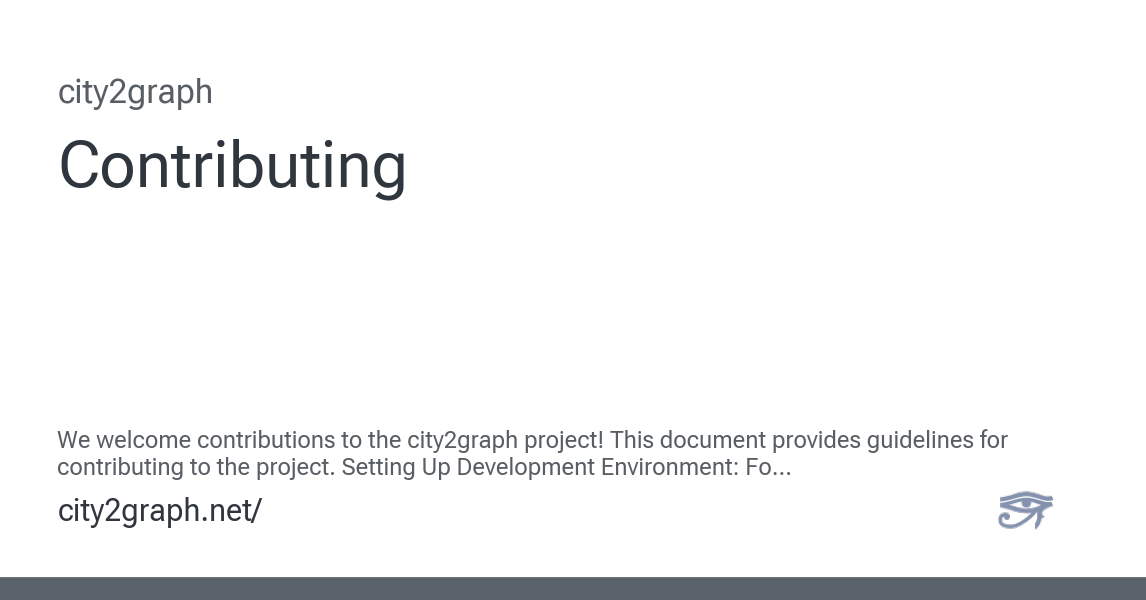 city2graph
Contributing
We welcome contributions to the city2graph project! This document provides guidelines for
contributing to the project. Setting Up Development Environment: Fo...
city2graph.net/